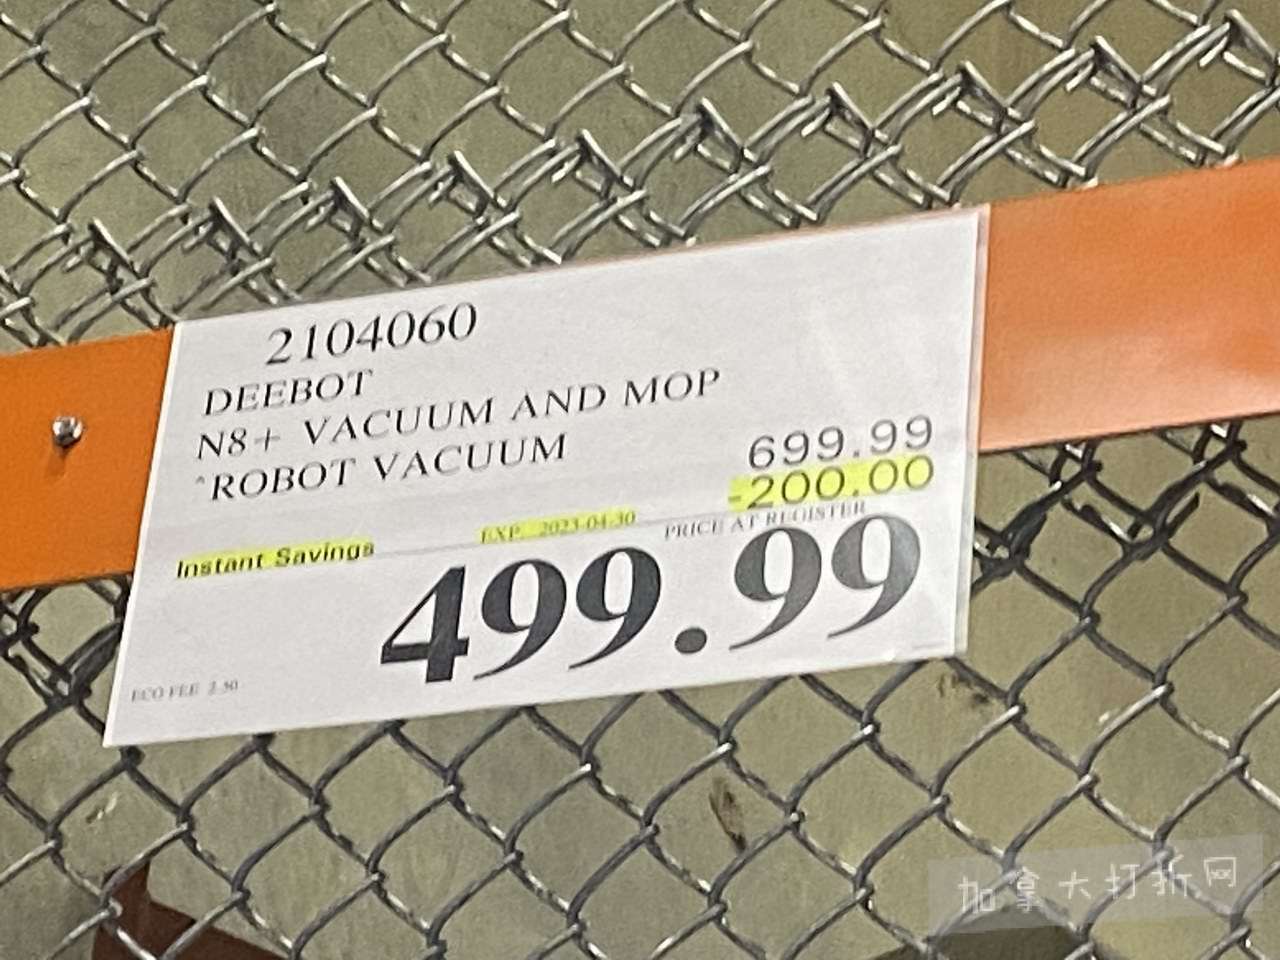 2104060
DEEBOT
N8+ VACUUM AND MOP
^ROBOT VACUUM
699.99
-200.00
Instant Savings
EXP. 2023-04-30
PRICE AT REGISTER
499.99
ECO FEE 2.50
加拿大打折网